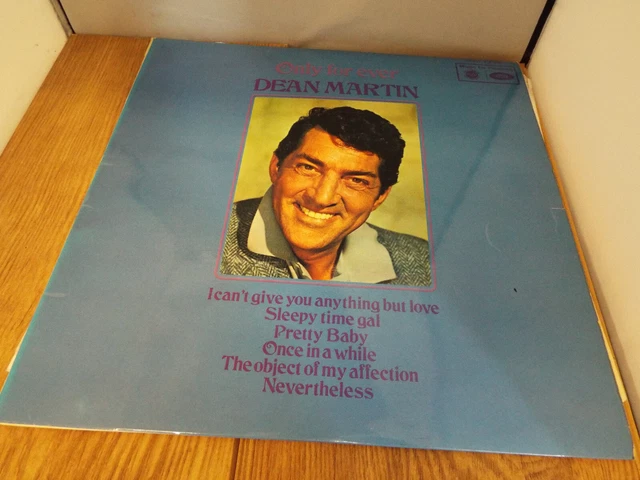 Only for ever
DEAN MARTIN
I can't give you anything but love
Sleepy time gal
Pretty Baby
Once in a while
The object of my affection
Nevertheless